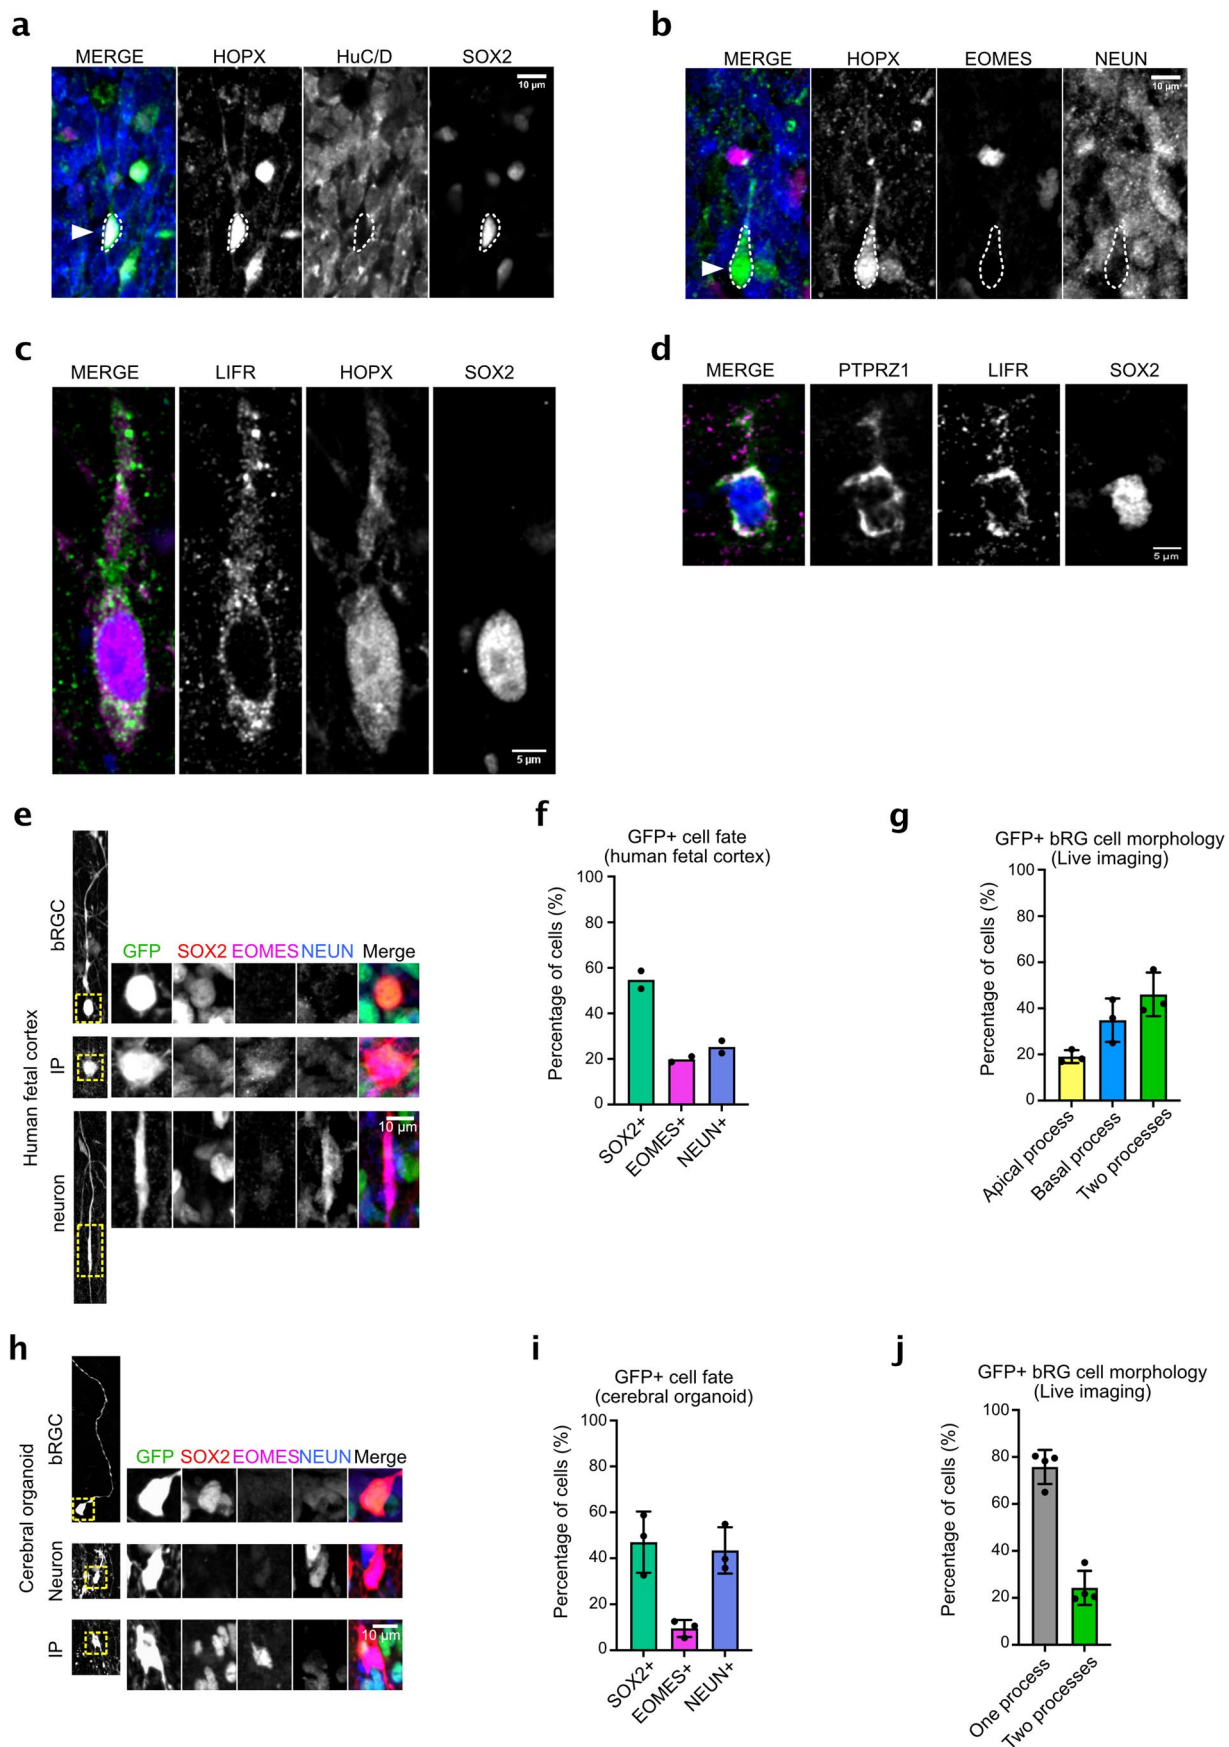 a
MERGE HOPX HuC/D SOX2
10 µm
b
MERGE HOPX EOMES NEUN
10 µm
c
MERGE LIFR HOPX SOX2
5 µm
d
MERGE PTPRZ1 LIFR SOX2
5 µm
e
Human fetal cortex
bRGC
IP
neuron
GFP SOX2 EOMES NEUN Merge
10 µm
f
GFP+ cell fate
(human fetal cortex)
Percentage of cells (%)
100
80
60
40
20
0
SOX2+
EOMES+
NEUN+
g
GFP+ bRG cell morphology
(Live imaging)
Percentage of cells (%)
100
80
60
40
20
0
Apical process
Basal process
Two processes
h
Cerebral organoid
bRGC
Neuron
IP
GFP SOX2 EOMES NEUN Merge
10 µm
i
GFP+ cell fate
(cerebral organoid)
Percentage of cells (%)
100
80
60
40
20
0
SOX2+
EOMES+
NEUN+
j
GFP+ bRG cell morphology
(Live imaging)
Percentage of cells (%)
100
80
60
40
20
0
One process
Two processes